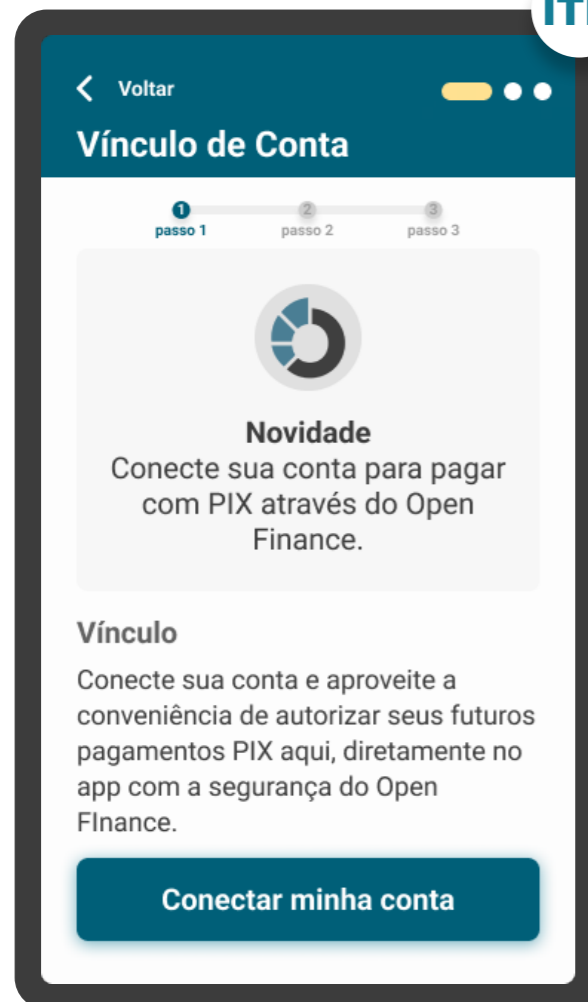 Voltar
Vínculo de Conta
1 2 3
passo 1 passo 2 passo 3
Novidade
Conecte sua conta para pagar
com PIX através do Open
Finance.
Vínculo
Conecte sua conta e aproveite a
conveniência de autorizar seus futuros
pagamentos PIX aqui, diretamente no
app com a segurança do Open
FInance.
Conectar minha conta